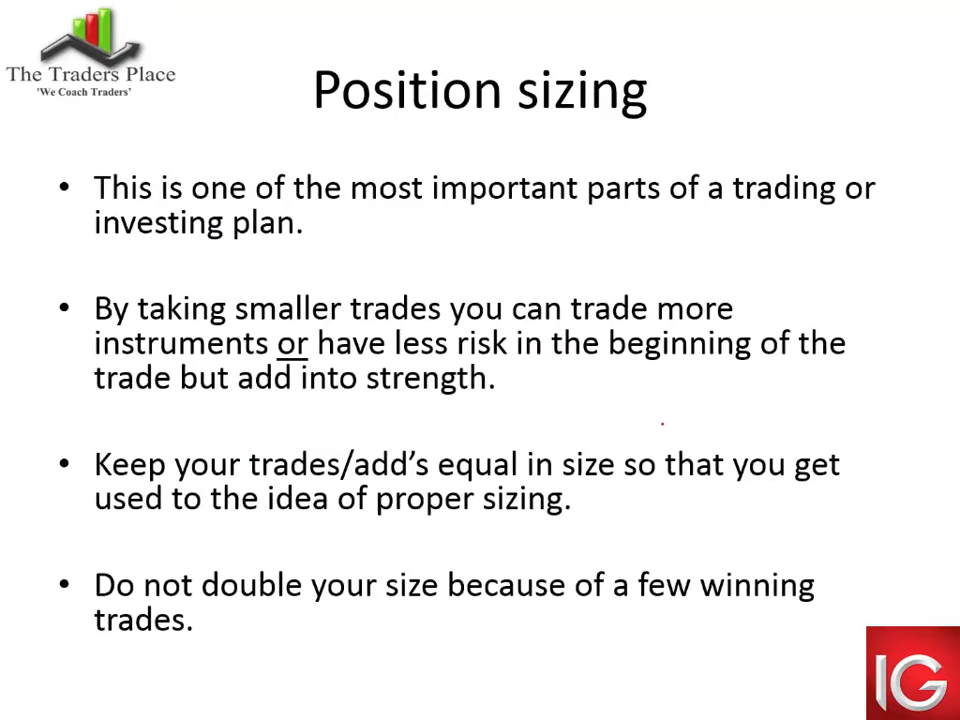 The Traders Place
'We Coach Traders'
Position sizing
• This is one of the most important parts of a trading or
investing plan.
• By taking smaller trades you can trade more
instruments or have less risk in the beginning of the
trade but add into strength.
• Keep your trades/add's equal in size so that you get
used to the idea of proper sizing.
• Do not double your size because of a few winning
trades.
IG